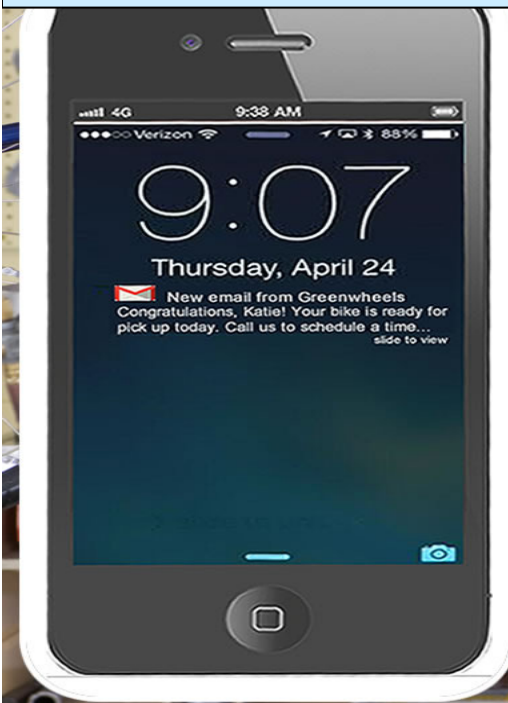 4G 9:38 AM
Verizon 88%
9:07
Thursday, April 24
New email from Greenwheels
Congratulations, Katie! Your bike is ready for
pick up today. Call us to schedule a time...
slide to view